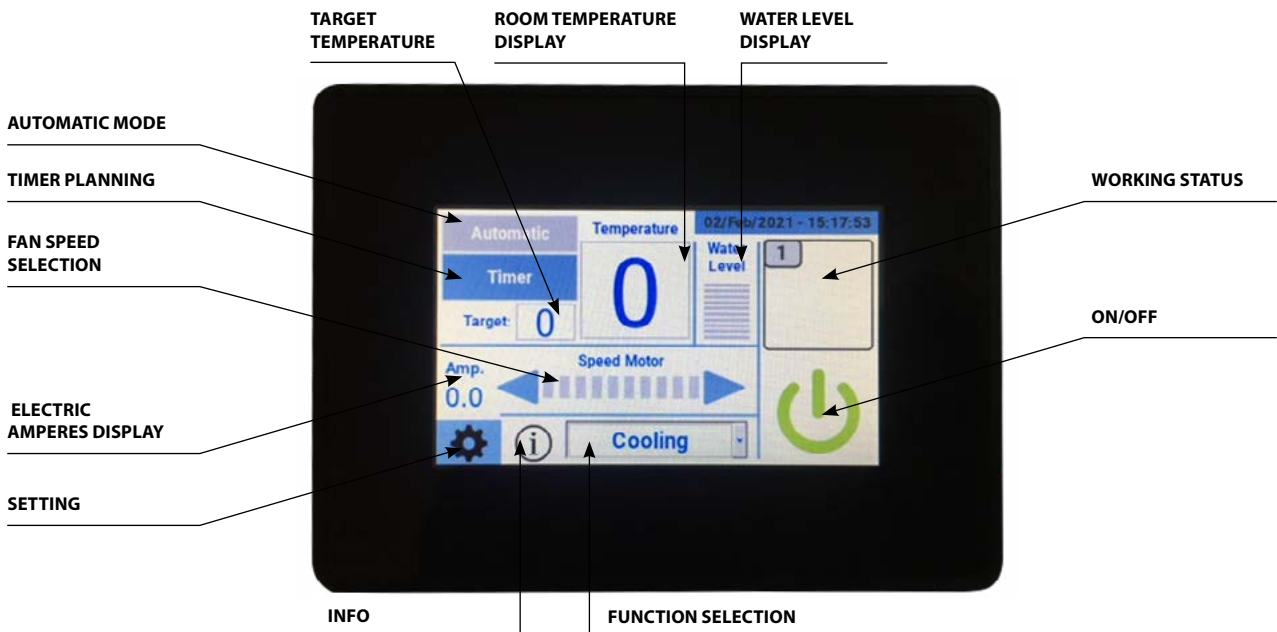 TARGET
TEMPERATURE
ROOM TEMPERATURE
DISPLAY
WATER LEVEL
DISPLAY
AUTOMATIC MODE
TIMER PLANNING
FAN SPEED
SELECTION
ELECTRIC
AMPERES DISPLAY
SETTING
WORKING STATUS
ON/OFF
Automatic
Timer
Target:
0
Temperature
0
02/Feb/2021 - 15:17:53
Water
Level
1
Amp.
0.0
Speed Motor
i
Cooling
INFO
FUNCTION SELECTION